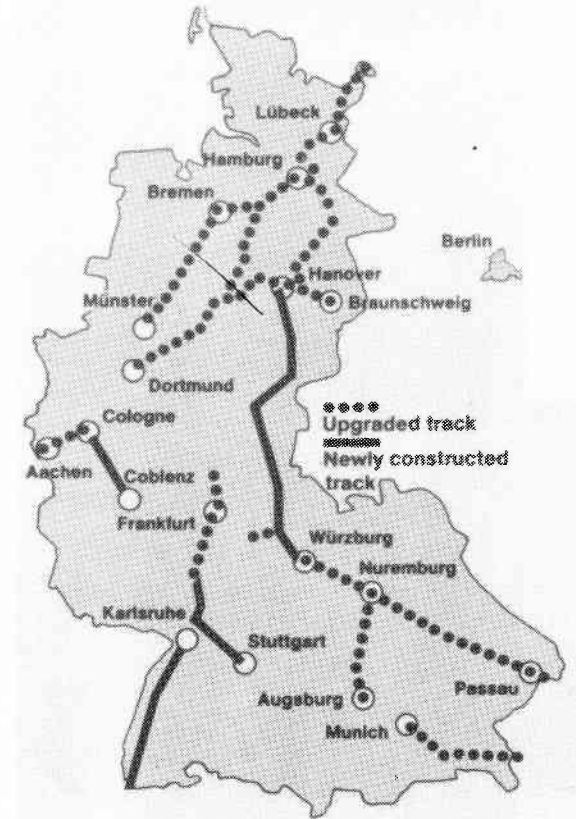 Lübeck
Hamburg
Bremen
Berlin
Hanover
Münster
Braunschweig
Dortmund
Upgraded track
Cologne
Newly constructed
track
Aachen
Coblenz
Frankfurt
Würzburg
Nuremburg
Karlsruhe
Stuttgart
Passau
Augsburg
Munich